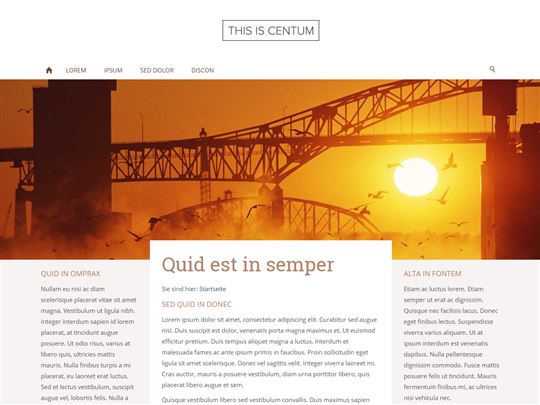 THIS IS CENTUM
LOREM IPSUM SED DOLOR DISCON
QUID IN OMPRAX
Nullam eu nisi ac diam
scelerisque placerat vitae sit amet
magna. Vestibulum ut ligula nibh.
Integer interdum sapien id lorem
placerat, at tincidunt augue
posuere. Ut odio risus, varius at
libero quis, ultricies mattis
mauris. Nulla finibus turpis a mi
placerat, eu hendrerit erat luctus.
Sed et lectus vestibulum, suscipit
augue vel, lobortis ex. Nulla a
Quid est in semper
Sie sind hier: Startseite
SED QUID IN DONEC
Lorem ipsum dolor sit amet, consectetur adipiscing elit. Curabitur sed augue
nisl. Duis suscipit est dolor, venenatis porta magna maximus et. Ut euismod
efficitur pretium. Duis tempus aliquet magna a luctus. Interdum et
malesuada fames ac ante ipsum primis in faucibus. Proin sollicitudin eget
ligula sit amet scelerisque. Donec vel sagittis velit. Integer viverra laoreet mi.
Cras auctor, mauris a posuere vestibulum, diam urna porttitor libero, quis
placerat libero augue et sem.
Quisque vestibulum libero sed mi venenatis, at convallis ex
ALTA IN FONTEM
Etiam ac luctus lorem. Etiam
semper ut erat ac dignissim.
Quisque nec facilisis lacus. Donec
eget finibus lectus. Suspendisse
viverra varius aliquam. Ut at
ipsum interdum est venenatis
dapibus. Nulla pellentesque
dignissim commodo. Fusce mattis
posuere felis ut tincidunt. Mauris
fermentum finibus mi, ac ultrices
nisi vehicula nec.